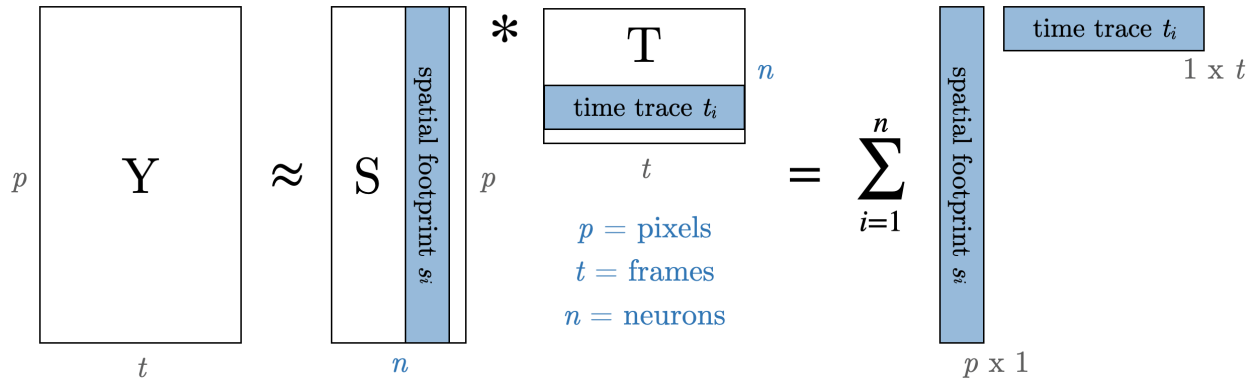 p
Y
t
≈
S
spatial footprint sᵢ
n
p
*
T
time trace tᵢ
n
t
p = pixels
t = frames
n = neurons
=
n
∑
i=1
spatial footprint sᵢ
p x 1
time trace tᵢ
1 x t